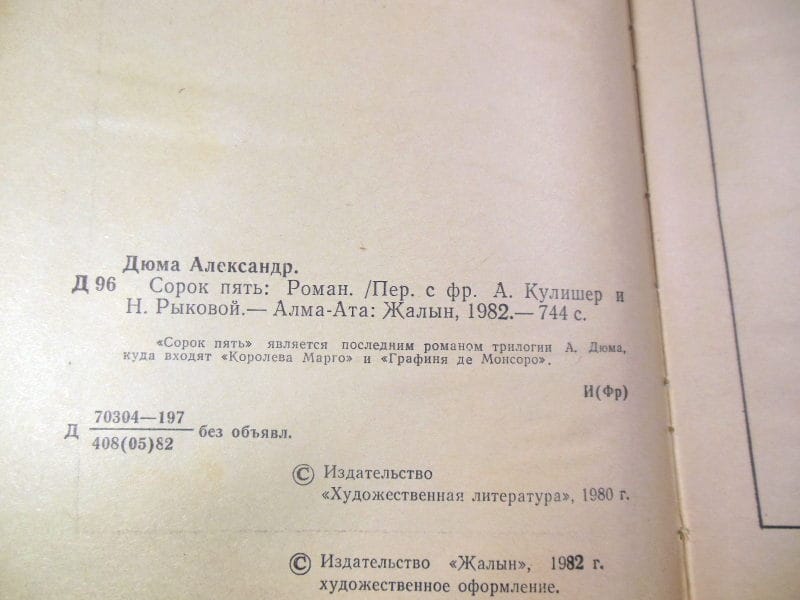 Дюма Александр.
Д 96 Сорок пять: Роман. /Пер. с фр. А. Кулишер и
Н. Рыковой.— Алма-Ата: Жалын, 1982.— 744 с.
«Сорок пять» является последним романом трилогии А. Дюма,
куда входят «Королева Марго» и «Графиня де Монсоро».
И(Фр)
70304—197
Д без объявл.
408(05)82
© Издательство
«Художественная литература», 1980 г.
© Издательство «Жалын», 1982 г.
художественное оформление.